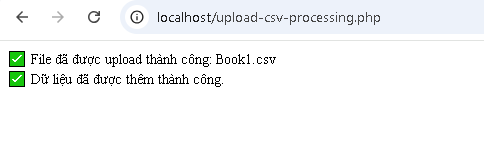 localhost/upload-csv-processing.php
✅ File đã được upload thành công: Book1.csv
✅ Dữ liệu đã được thêm thành công.